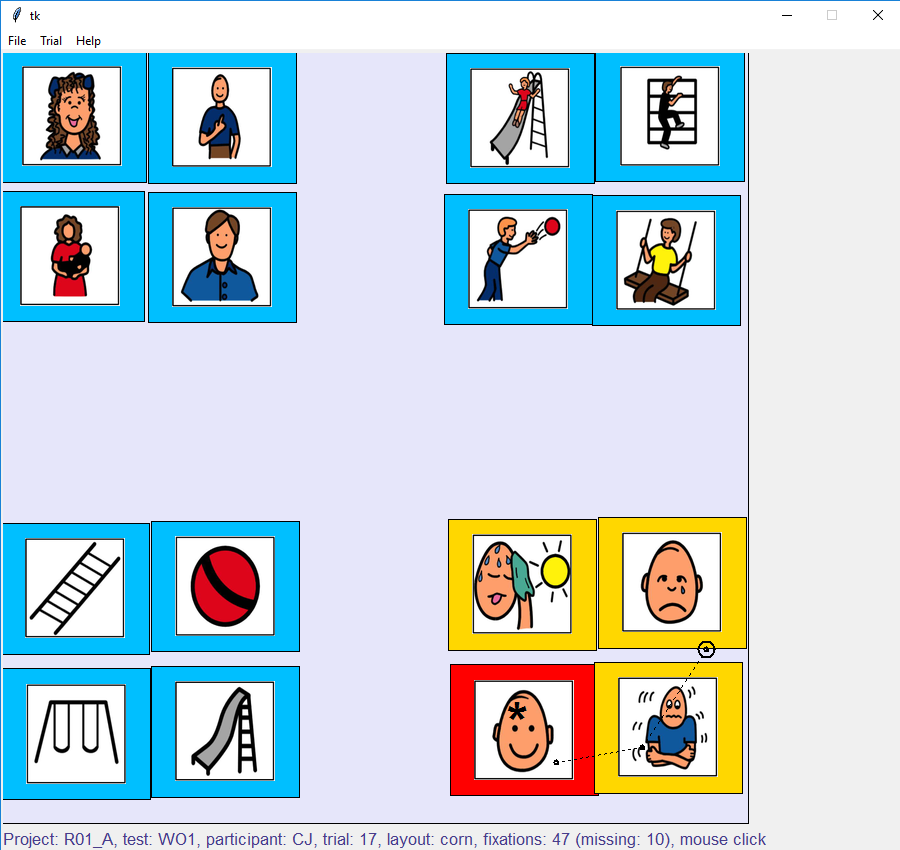 tk
File Trial Help
*
Project: R01_A, test: WO1, participant: CJ, trial: 17, layout: corn, fixations: 47 (missing: 10), mouse click